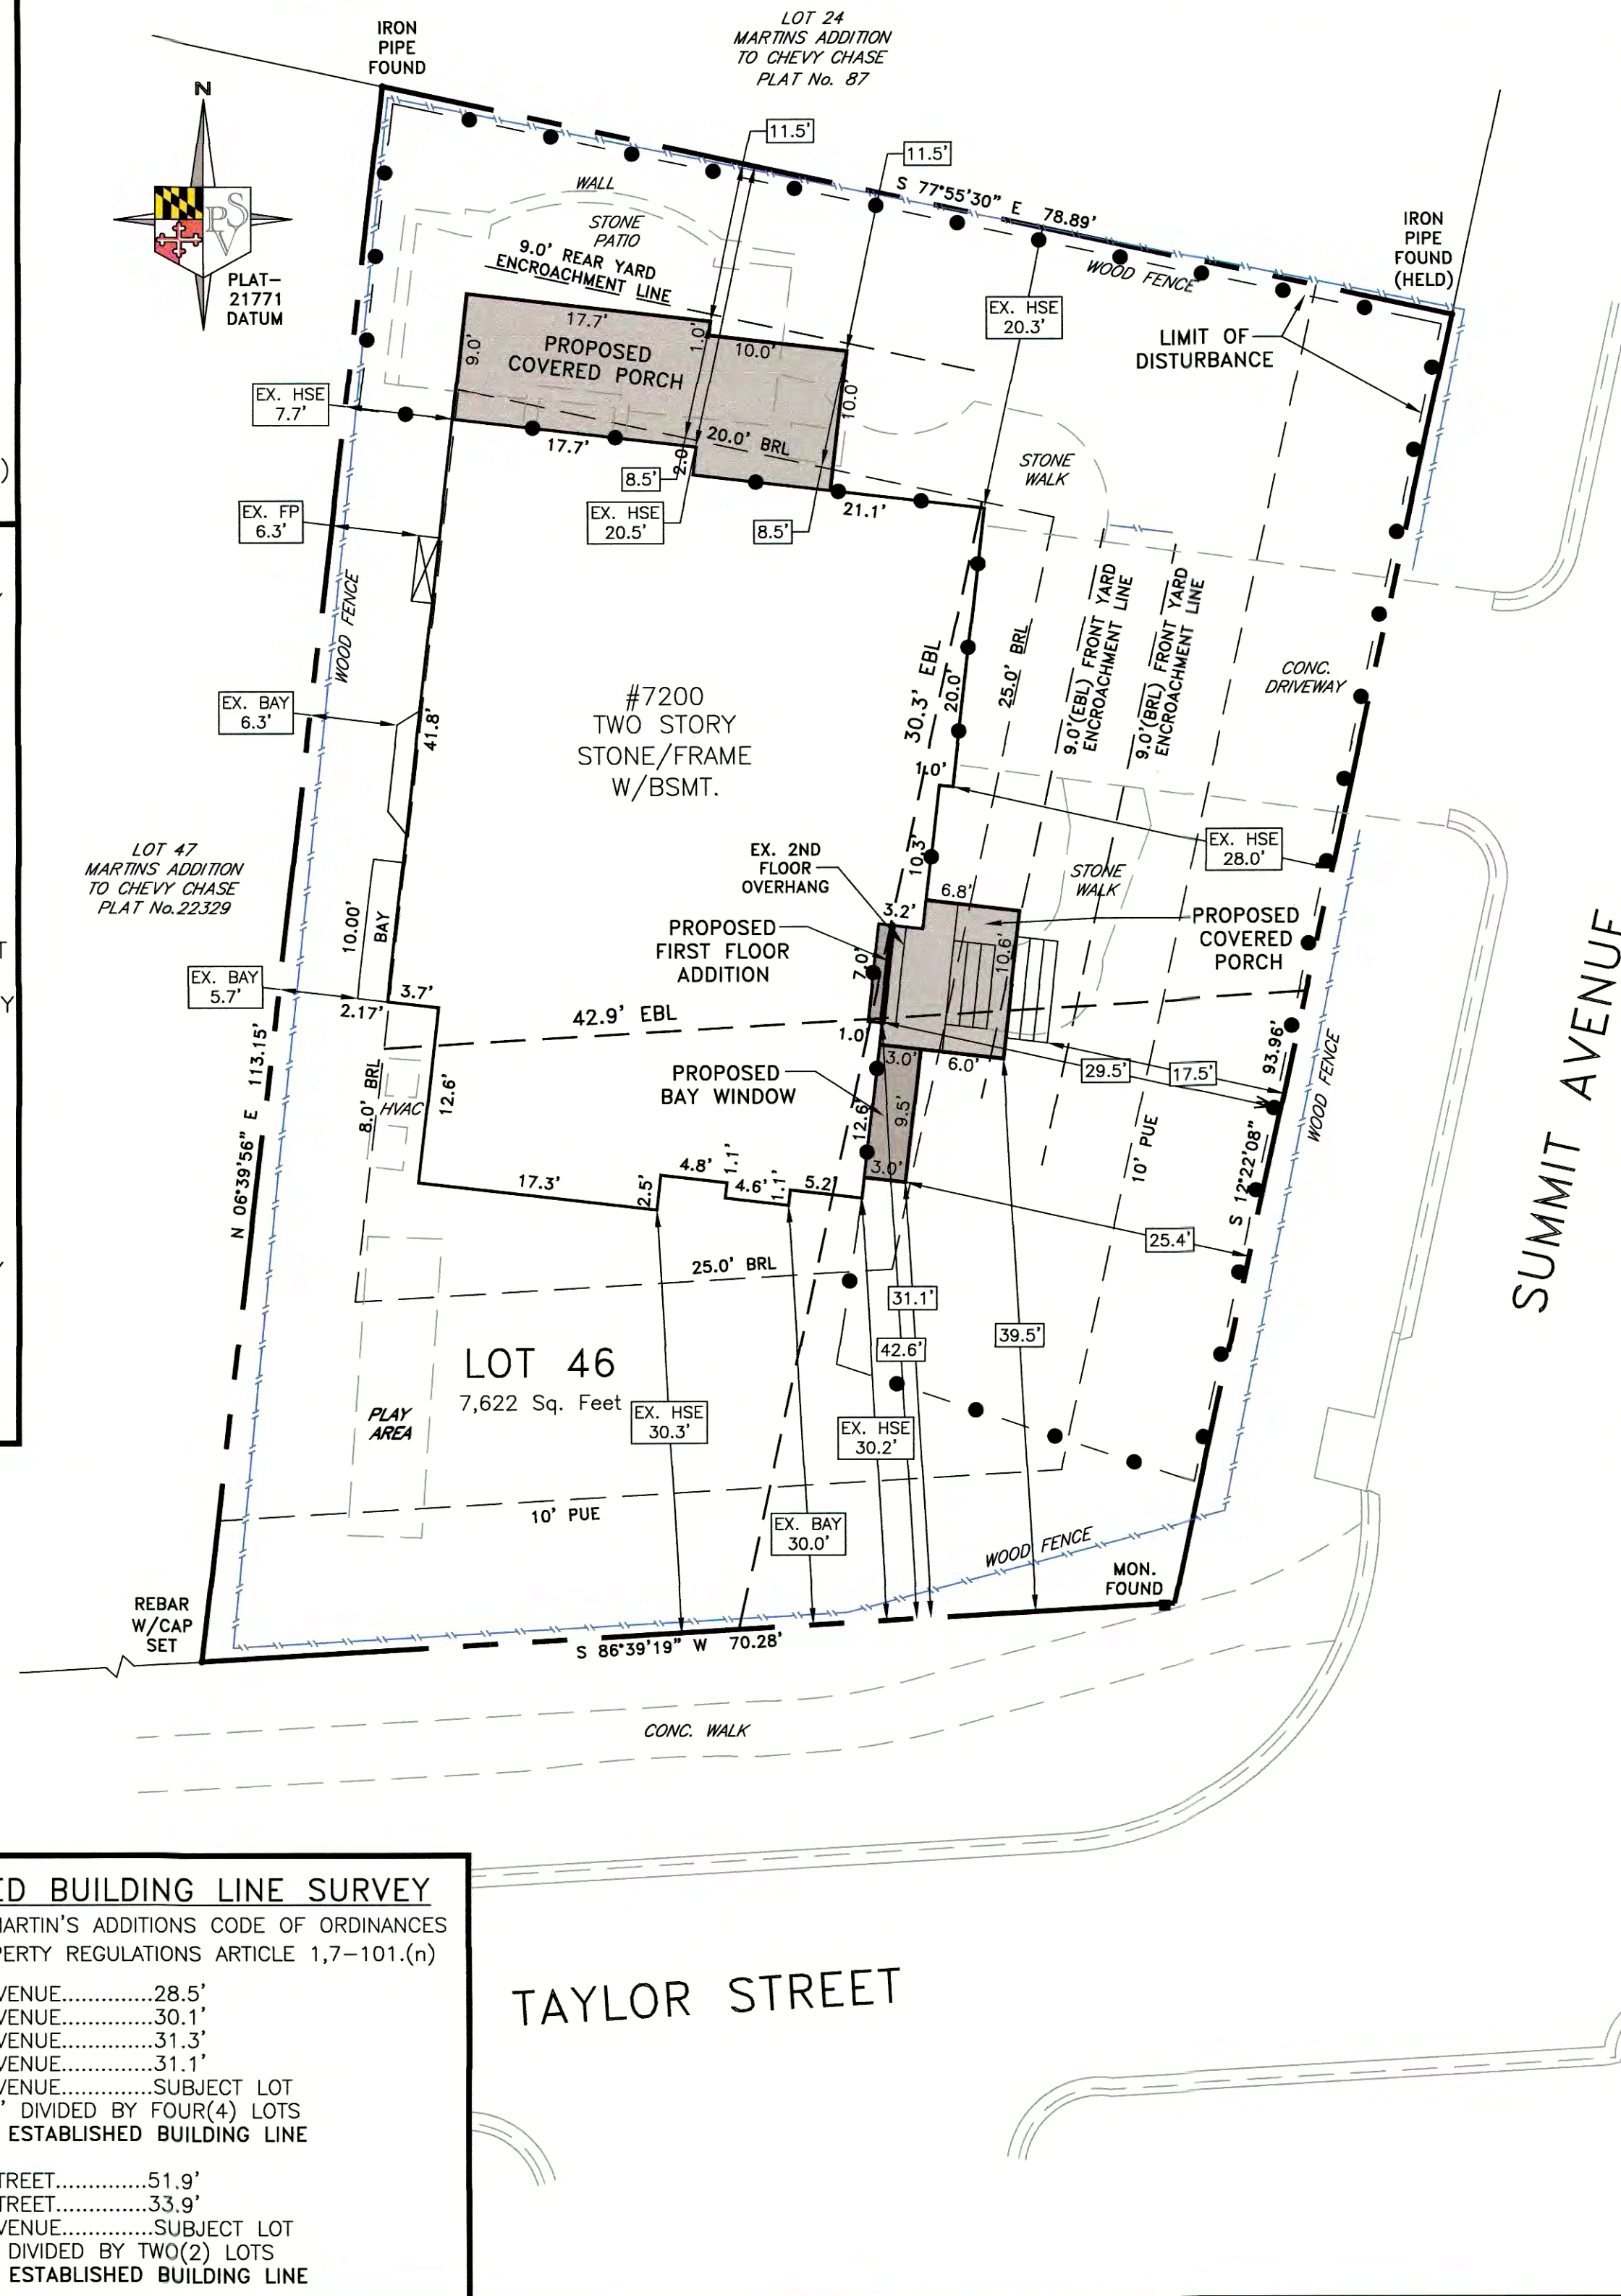 LOT 24
MARTINS ADDITION
TO CHEVY CHASE
PLAT No. 87
IRON
PIPE
FOUND
N
PSV
PLAT-
21771
DATUM
11.5'
11.5'
S 77°55'30" E 78.89'
WALL
STONE
PATIO
9.0' REAR YARD
ENCROACHMENT LINE
WOOD FENCE
IRON
PIPE
FOUND
(HELD)
EX. HSE
20.3'
LIMIT OF
DISTURBANCE
17.7'
1.0'
10.0'
9.0'
PROPOSED
COVERED PORCH
10.0'
EX. HSE
7.7'
)
17.7'
20.0' BRL
2.0'
8.5'
STONE
WALK
EX. FP
6.3'
EX. HSE
20.5'
8.5'
21.1'
WOOD FENCE
30.3' EBL
20.0'
25.0' BRL
9.0'(EBL) FRONT YARD
ENCROACHMENT LINE
9.0'(BRL) FRONT YARD
ENCROACHMENT LINE
CONC.
DRIVEWAY
EX. BAY
6.3'
41.8'
#7200
TWO STORY
STONE/FRAME
W/BSMT.
1.0'
LOT 47
MARTINS ADDITION
TO CHEVY CHASE
PLAT No.22329
EX. 2ND
FLOOR
OVERHANG
10.3'
EX. HSE
28.0'
STONE
WALK
6.8'
3.2'
10.00'
BAY
PROPOSED
FIRST FLOOR
ADDITION
7.0'
10.6'
PROPOSED
COVERED
PORCH
T
Y
EX. BAY
5.7'
3.7'
2.17'
42.9' EBL
1.0'
3.0'
6.0'
29.5'
17.5'
SUMMIT AVENUE
N 06°39'56" E 113.15'
8.0' BRL
HVAC
12.6'
PROPOSED
BAY WINDOW
12.6'
9.5'
3.0'
10' PUE
S 12°22'08" W 93.96'
WOOD FENCE
17.3'
2.5'
4.8'
1.1'
4.6'
1.1'
5.2'
25.4'
25.0' BRL
31.1'
39.5'
42.6'
LOT 46
7,622 Sq. Feet
PLAY
AREA
EX. HSE
30.3'
EX. HSE
30.2'
10' PUE
EX. BAY
30.0'
WOOD FENCE
MON.
FOUND
REBAR
W/CAP
SET
S 86°39'19" W 70.28'
CONC. WALK
TAYLOR STREET
ED BUILDING LINE SURVEY
MARTIN'S ADDITIONS CODE OF ORDINANCES
PERTY REGULATIONS ARTICLE 1,7-101.(n)
VENUE..............28.5'
VENUE..............30.1'
VENUE..............31.3'
VENUE..............31.1'
VENUE..............SUBJECT LOT
' DIVIDED BY FOUR(4) LOTS
ESTABLISHED BUILDING LINE
TREET..............51.9'
TREET..............33.9'
VENUE..............SUBJECT LOT
DIVIDED BY TWO(2) LOTS
ESTABLISHED BUILDING LINE